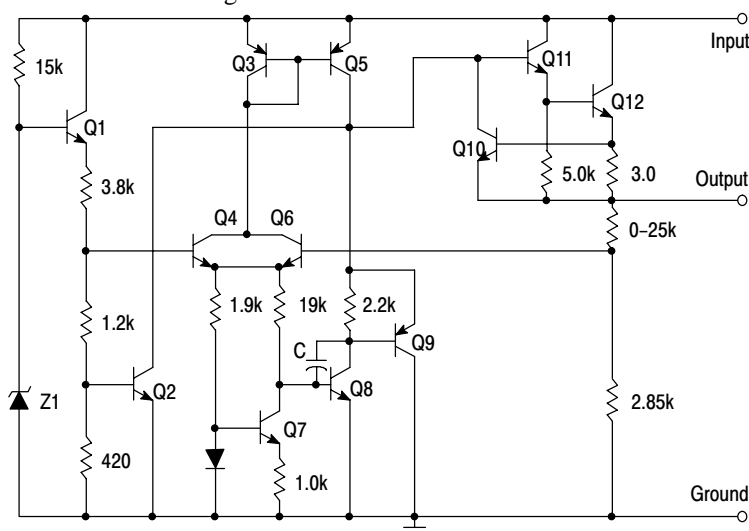 Input
Q3
Q5
Q11
15k
Q12
Q1
Q10
3.8k
5.0k
3.0
Output
Q4
Q6
0–25k
1.9k
19k
2.2k
1.2k
C
Q9
Z1
Q2
Q8
2.85k
Q7
420
1.0k
Ground